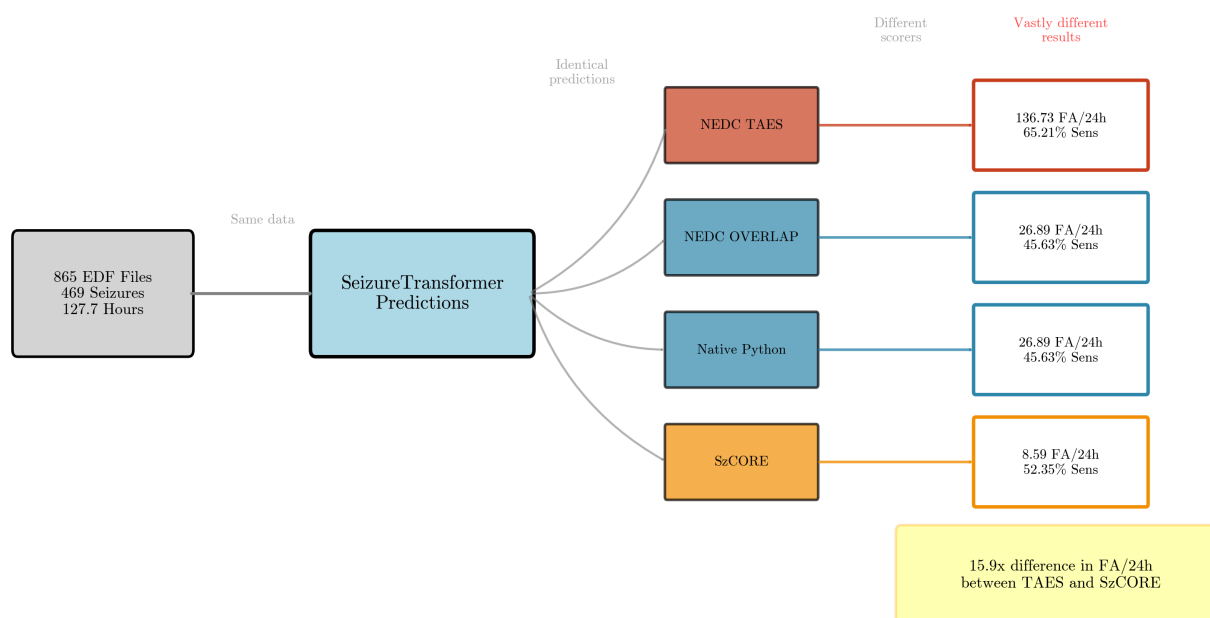 Different
scorers
Vastly different
results
Identical
predictions
Same data
865 EDF Files
469 Seizures
127.7 Hours
SeizureTransformer
Predictions
NEDC TAES
136.73 FA/24h
65.21% Sens
NEDC OVERLAP
26.89 FA/24h
45.63% Sens
Native Python
26.89 FA/24h
45.63% Sens
SzCORE
8.59 FA/24h
52.35% Sens
15.9x difference in FA/24h
between TAES and SzCORE